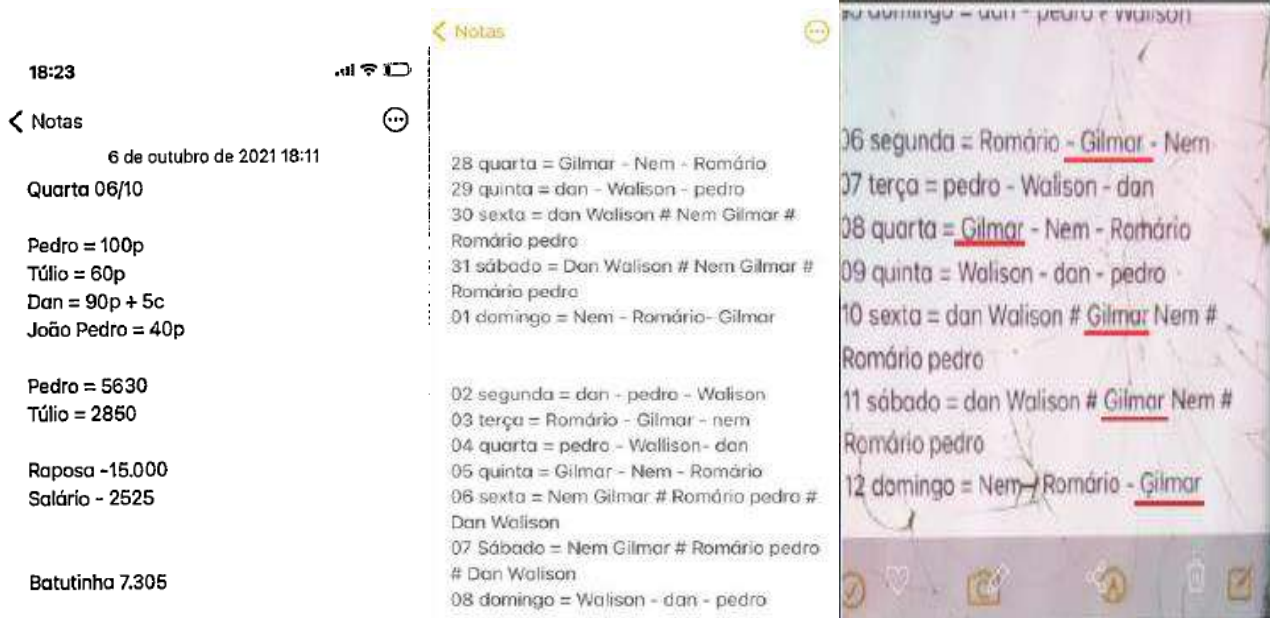 18:23
Notas
6 de outubro de 2021 18:11
Quarta 06/10
Pedro = 100p
Túlio = 60p
Dan = 90p + 5c
João Pedro = 40p
Pedro = 5630
Túlio = 2850
Raposa -15.000
Salário - 2525
Batutinha 7.305
Notas
28 quarta = Gilmar - Nem - Romário
29 quinta = dan - Walison - pedro
30 sexta = dan Walison # Nem Gilmar #
Romário pedro
31 sábado = Dan Walison # Nem Gilmar #
Romário pedro
01 domingo = Nem - Romário- Gilmar
02 segunda = dan - pedro - Walison
03 terça = Romário - Gilmar - nem
04 quarta = pedro - Wallison- dan
05 quinta = Gilmar - Nem - Romário
06 sexta = Nem Gilmar # Romário pedro #
Dan Walison
07 Sábado = Nem Gilmar # Romário pedro
# Dan Walison
08 domingo = Walison - dan - pedro
domingo = dan - pedro e Walison
06 segunda = Romário - Gilmar - Nem
07 terça = pedro - Walison - dan
08 quarta = Gilmar - Nem - Romário
09 quinta = Walison - dan - pedro
10 sexta = dan Walison # Gilmar Nem #
Romário pedro
11 sábado = dan Walison # Gilmar Nem #
Romário pedro
12 domingo = Nem - Romário - Gilmar